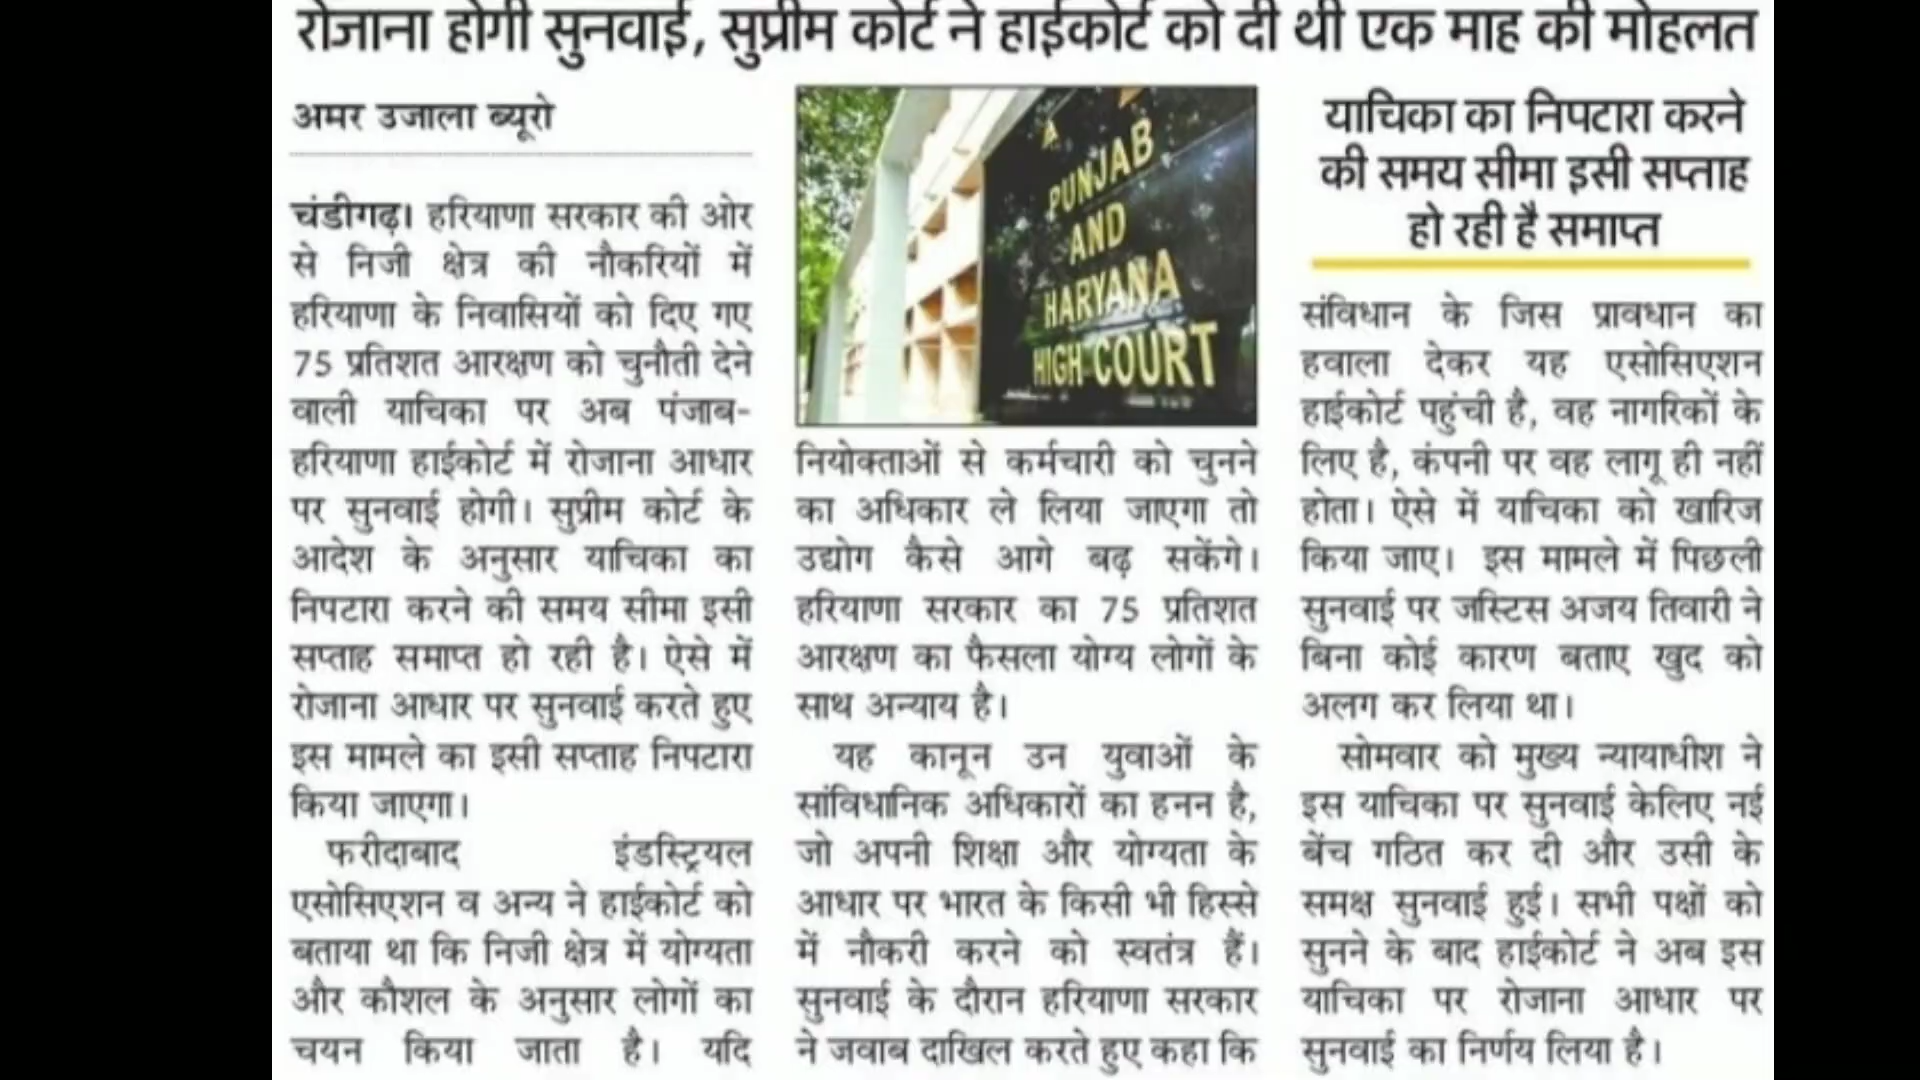 रोजाना होगी सुनवाई, सुप्रीम कोर्ट ने हाईकोर्ट को दी थी एक माह की मोहलत
अमर उजाला ब्यूरो
चंडीगढ़। हरियाणा सरकार की ओर
से निजी क्षेत्र की नौकरियों में
हरियाणा के निवासियों को दिए गए
75 प्रतिशत आरक्षण को चुनौती देने
वाली याचिका पर अब पंजाब-
हरियाणा हाईकोर्ट में रोजाना आधार
पर सुनवाई होगी। सुप्रीम कोर्ट के
आदेश के अनुसार याचिका का
निपटारा करने की समय सीमा इसी
सप्ताह समाप्त हो रही है। ऐसे में
रोजाना आधार पर सुनवाई करते हुए
इस मामले का इसी सप्ताह निपटारा
किया जाएगा।
फरीदाबाद इंडस्ट्रियल
एसोसिएशन व अन्य ने हाईकोर्ट को
बताया था कि निजी क्षेत्र में योग्यता
और कौशल के अनुसार लोगों का
चयन किया जाता है। यदि
PUNJAB
AND
HARYANA
HIGH COURT
नियोक्ताओं से कर्मचारी को चुनने
का अधिकार ले लिया जाएगा तो
उद्योग कैसे आगे बढ़ सकेंगे।
हरियाणा सरकार का 75 प्रतिशत
आरक्षण का फैसला योग्य लोगों के
साथ अन्याय है।
यह कानून उन युवाओं के
सांविधानिक अधिकारों का हनन है,
जो अपनी शिक्षा और योग्यता के
आधार पर भारत के किसी भी हिस्से
में नौकरी करने को स्वतंत्र हैं।
सुनवाई के दौरान हरियाणा सरकार
ने जवाब दाखिल करते हुए कहा कि
याचिका का निपटारा करने
की समय सीमा इसी सप्ताह
हो रही है समाप्त
संविधान के जिस प्रावधान का
हवाला देकर यह एसोसिएशन
हाईकोर्ट पहुंची है, वह नागरिकों के
लिए है, कंपनी पर वह लागू ही नहीं
होता। ऐसे में याचिका को खारिज
किया जाए। इस मामले में पिछली
सुनवाई पर जस्टिस अजय तिवारी ने
बिना कोई कारण बताए खुद को
अलग कर लिया था।
सोमवार को मुख्य न्यायाधीश ने
इस याचिका पर सुनवाई केलिए नई
बेंच गठित कर दी और उसी के
समक्ष सुनवाई हुई। सभी पक्षों को
सुनने के बाद हाईकोर्ट ने अब इस
याचिका पर रोजाना आधार पर
सुनवाई का निर्णय लिया है।